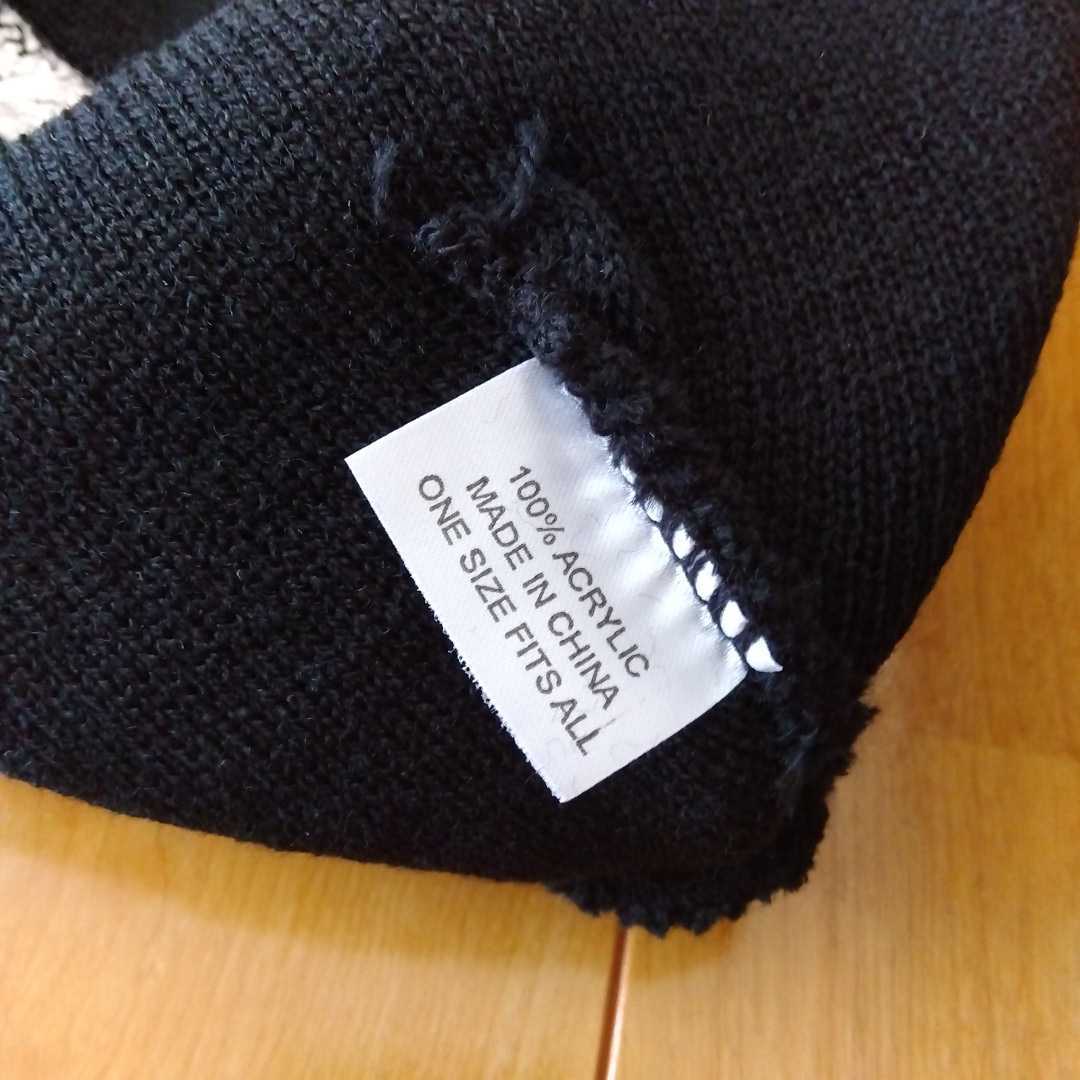 100% ACRYLIC
MADE IN CHINA
ONE SIZE FITS ALL